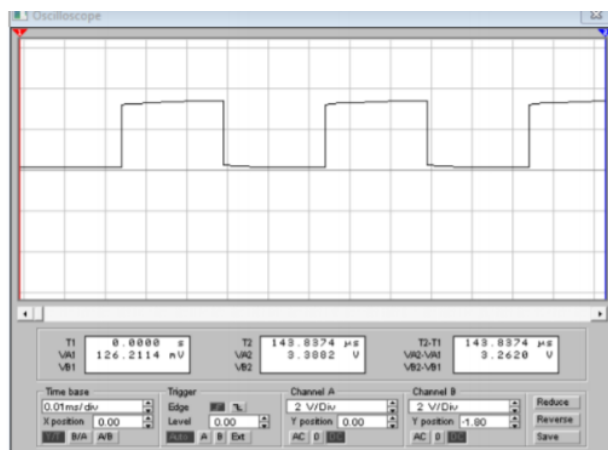 Oscilloscope
1 2
T1 0.0000 s T2 143.8374 µs T2-T1 143.8374 µs
VA1 126.2114 mV VA2 3.3882 V VA2-VA1 3.2620 V
VB1 VB2 VB2-VB1
Time base Trigger Channel A Channel B
0.01ms/div Edge 2 V/Div 2 V/Div Reduce
X position 0.00 Level 0.00 Y position 0.00 Y position -1.80 Reverse
Y/T B/A A/B Auto A B Ext AC 0 DC AC 0 DC Save